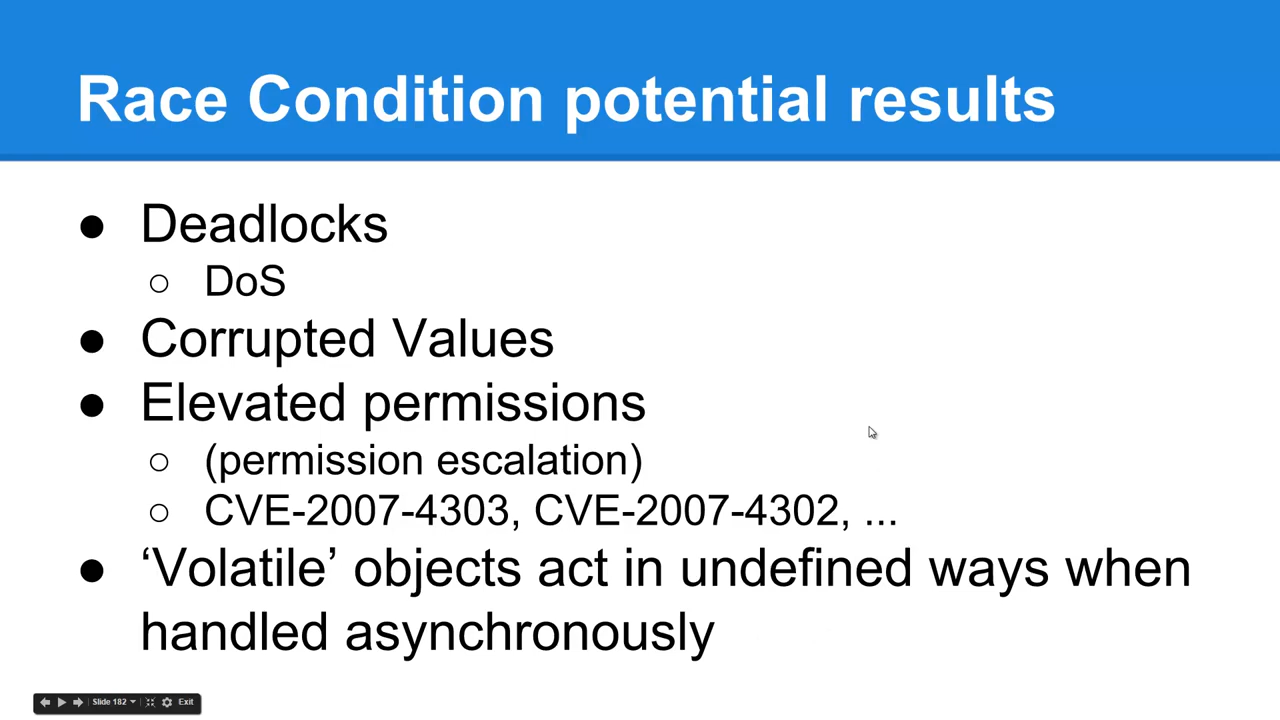 Race Condition potential results
● Deadlocks
○ DoS
● Corrupted Values
● Elevated permissions
○ (permission escalation)
○ CVE-2007-4303, CVE-2007-4302, ...
● ‘Volatile’ objects act in undefined ways when
handled asynchronously
Slide 182 Exit